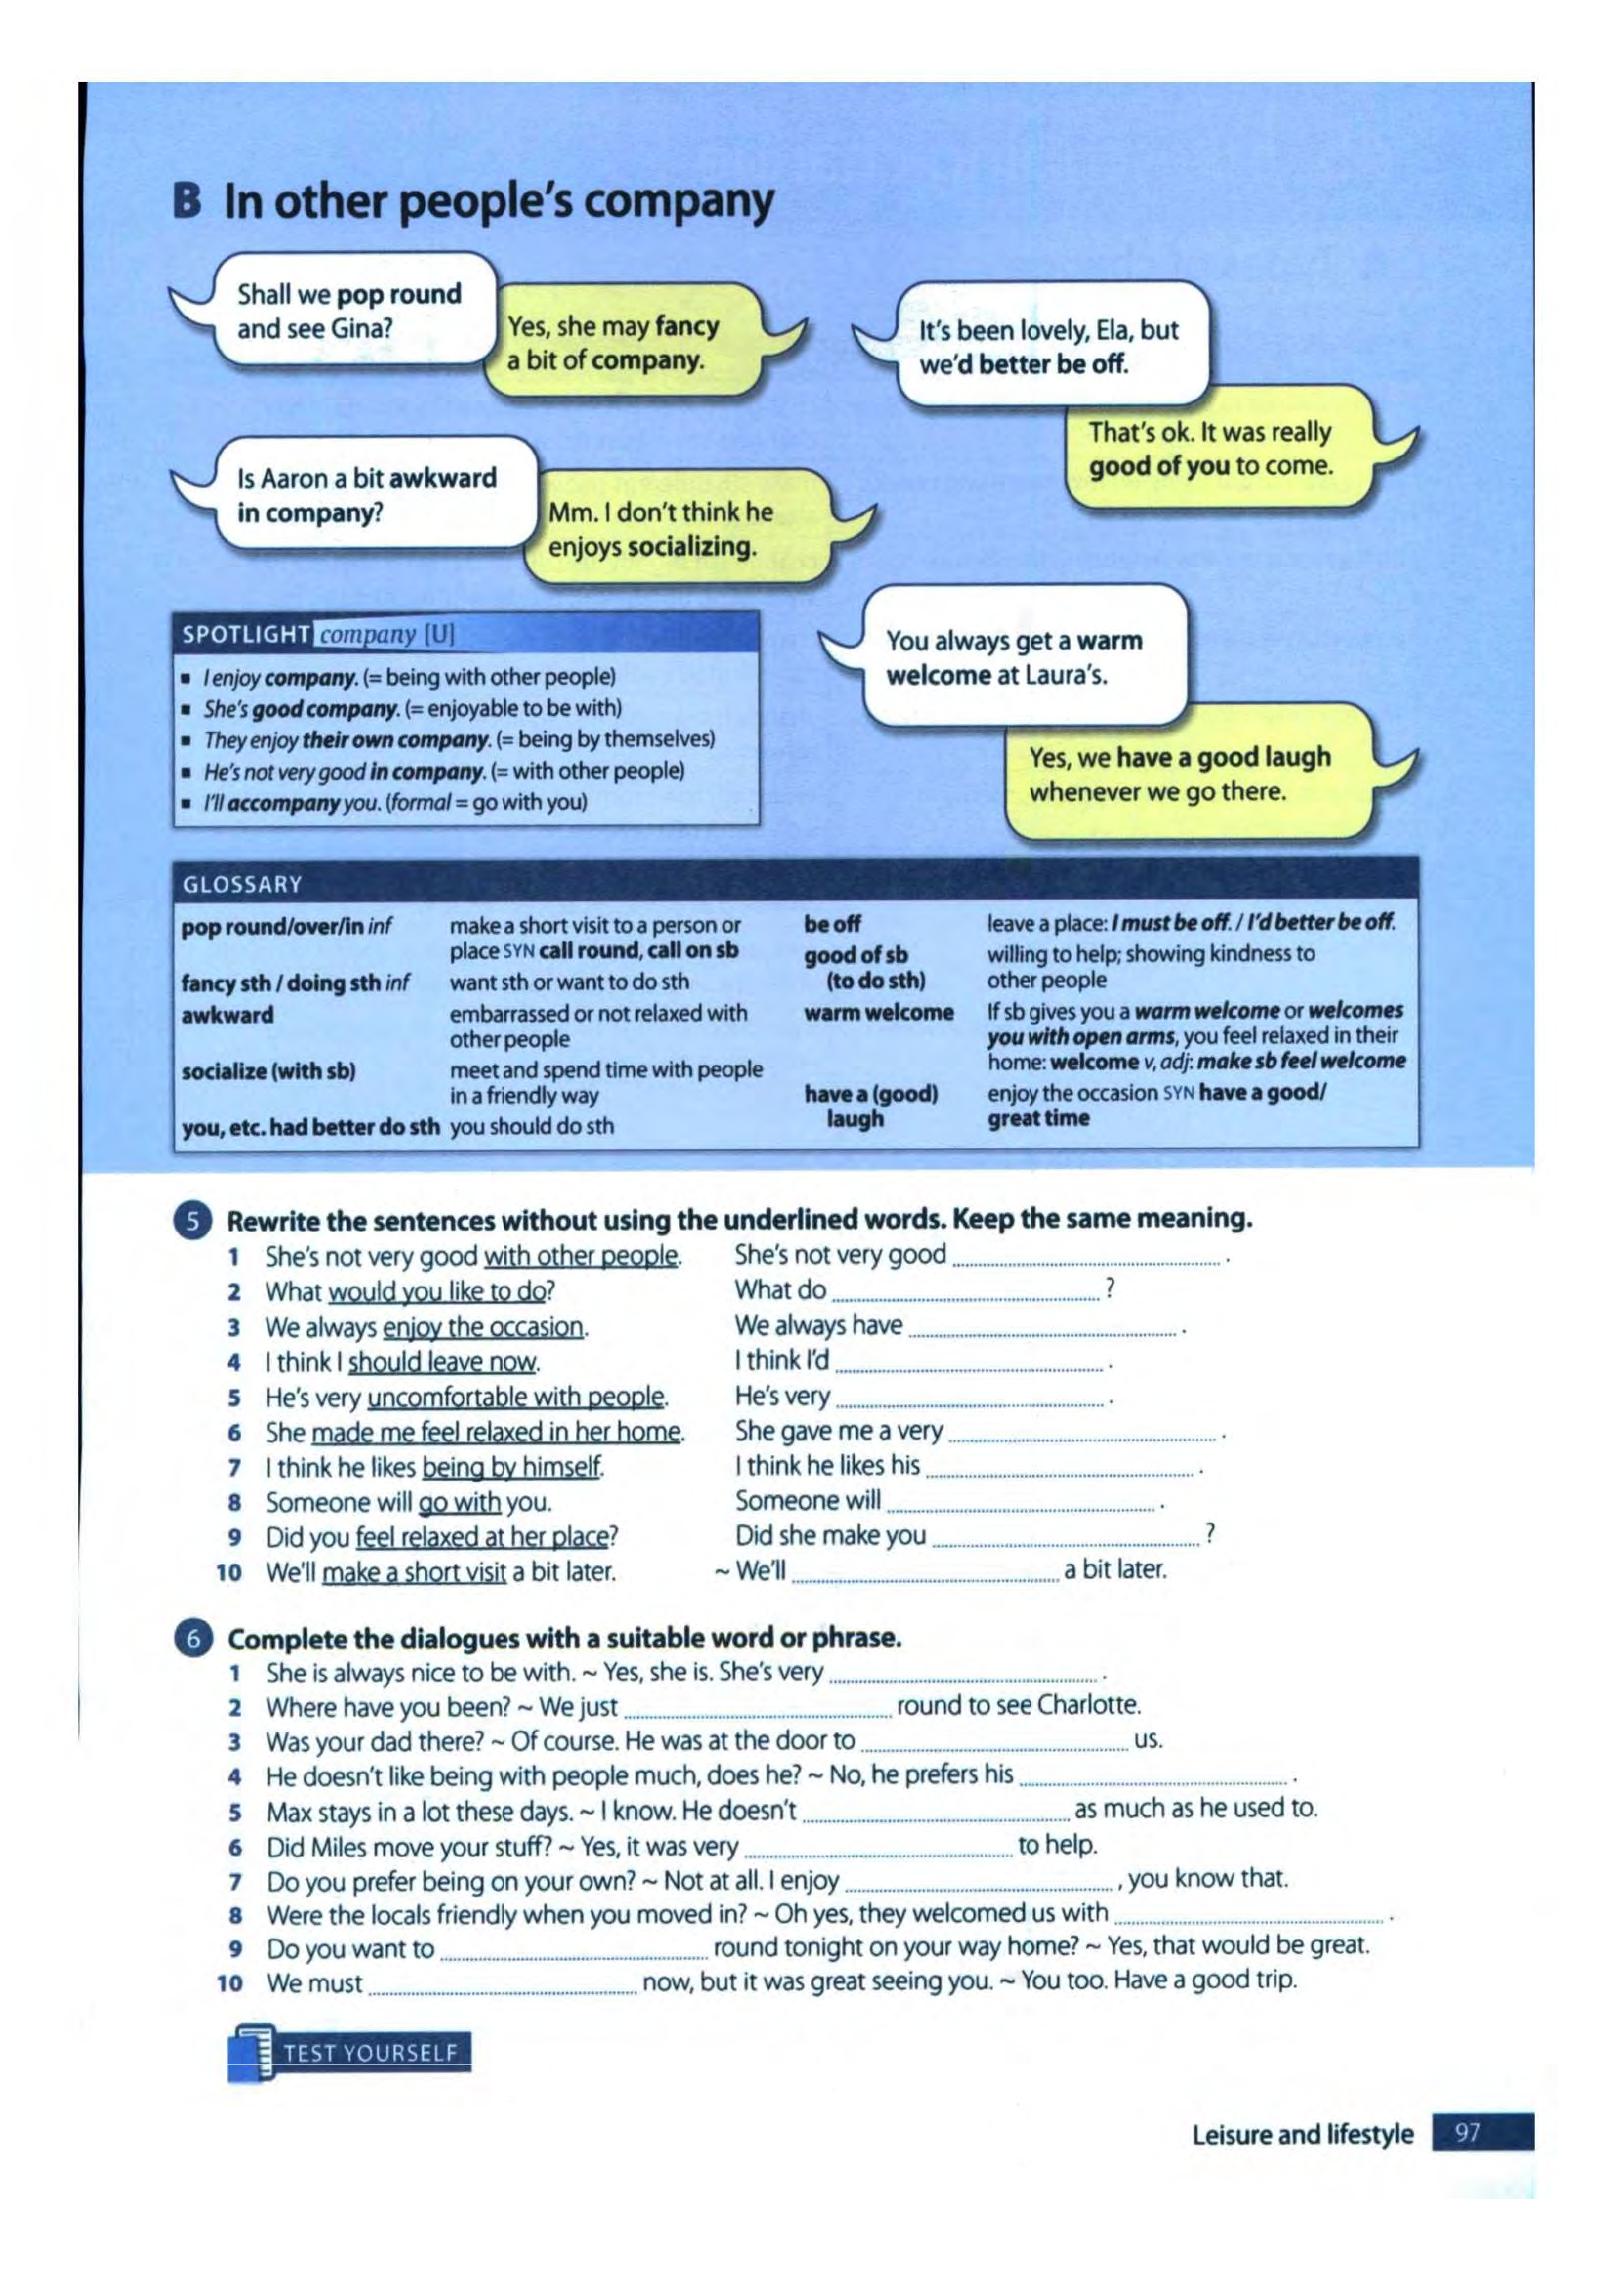 B In other people's company
Shall we pop round
and see Gina?
Yes, she may fancy
a bit of company.
It's been lovely, Ela, but
we'd better be off.
That's ok. It was really
good of you to come.
Is Aaron a bit awkward
in company?
Mm. I don't think he
enjoys socializing.
You always get a warm
welcome at Laura's.
Yes, we have a good laugh
whenever we go there.
SPOTLIGHT company [U]
▪ I enjoy company. (= being with other people)
▪ She's good company. (= enjoyable to be with)
▪ They enjoy their own company. (= being by themselves)
▪ He's not very good in company. (= with other people)
▪ I'll accompany you. (formal = go with you)
GLOSSARY
pop round/over/in inf make a short visit to a person or
place SYN call round, call on sb
fancy sth / doing sth inf want sth or want to do sth
awkward embarrassed or not relaxed with
other people
socialize (with sb) meet and spend time with people
in a friendly way
you, etc. had better do sth you should do sth
be off leave a place: I must be off. / I'd better be off.
good of sb willing to help; showing kindness to
(to do sth) other people
warm welcome If sb gives you a warm welcome or welcomes
you with open arms, you feel relaxed in their
home: welcome v, adj: make sb feel welcome
have a (good) enjoy the occasion SYN have a good/
laugh great time
5 Rewrite the sentences without using the underlined words. Keep the same meaning.
1 She's not very good with other people. She's not very good .................... .
2 What would you like to do? What do .................... ?
3 We always enjoy the occasion. We always have .................... .
4 I think I should leave now. I think I'd .................... .
5 He's very uncomfortable with people. He's very .................... .
6 She made me feel relaxed in her home. She gave me a very .................... .
7 I think he likes being by himself. I think he likes his .................... .
8 Someone will go with you. Someone will .................... .
9 Did you feel relaxed at her place? Did she make you .................... ?
10 We'll make a short visit a bit later. ~ We'll .................... a bit later.
6 Complete the dialogues with a suitable word or phrase.
1 She is always nice to be with. ~ Yes, she is. She's very .................... .
2 Where have you been? ~ We just .................... round to see Charlotte.
3 Was your dad there? ~ Of course. He was at the door to .................... us.
4 He doesn't like being with people much, does he? ~ No, he prefers his .................... .
5 Max stays in a lot these days. ~ I know. He doesn't .................... as much as he used to.
6 Did Miles move your stuff? ~ Yes, it was very .................... to help.
7 Do you prefer being on your own? ~ Not at all. I enjoy .................... , you know that.
8 Were the locals friendly when you moved in? ~ Oh yes, they welcomed us with .................... .
9 Do you want to .................... round tonight on your way home? ~ Yes, that would be great.
10 We must .................... now, but it was great seeing you. ~ You too. Have a good trip.
TEST YOURSELF
Leisure and lifestyle 97